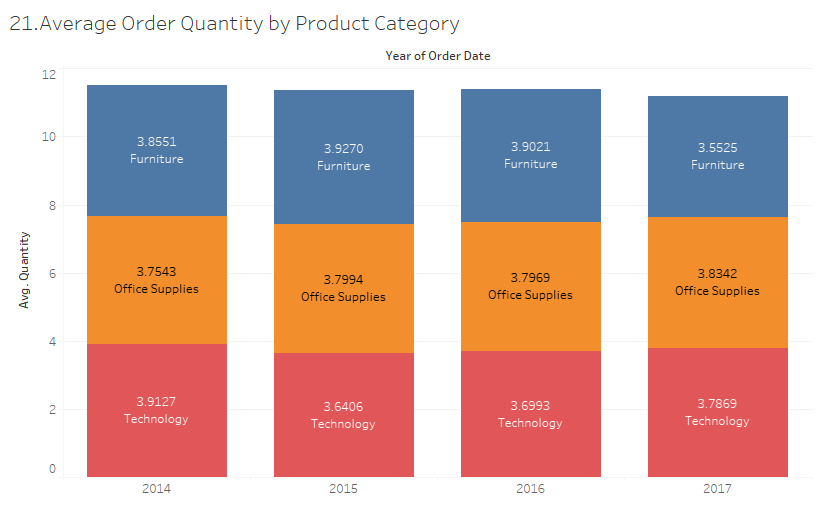 21.Average Order Quantity by Product Category
Year of Order Date
Avg. Quantity
12
10
8
6
4
2
0
3.8551
Furniture
3.7543
Office Supplies
3.9127
Technology
3.9270
Furniture
3.7994
Office Supplies
3.6406
Technology
3.9021
Furniture
3.7969
Office Supplies
3.6993
Technology
3.5525
Furniture
3.8342
Office Supplies
3.7869
Technology
2014
2015
2016
2017